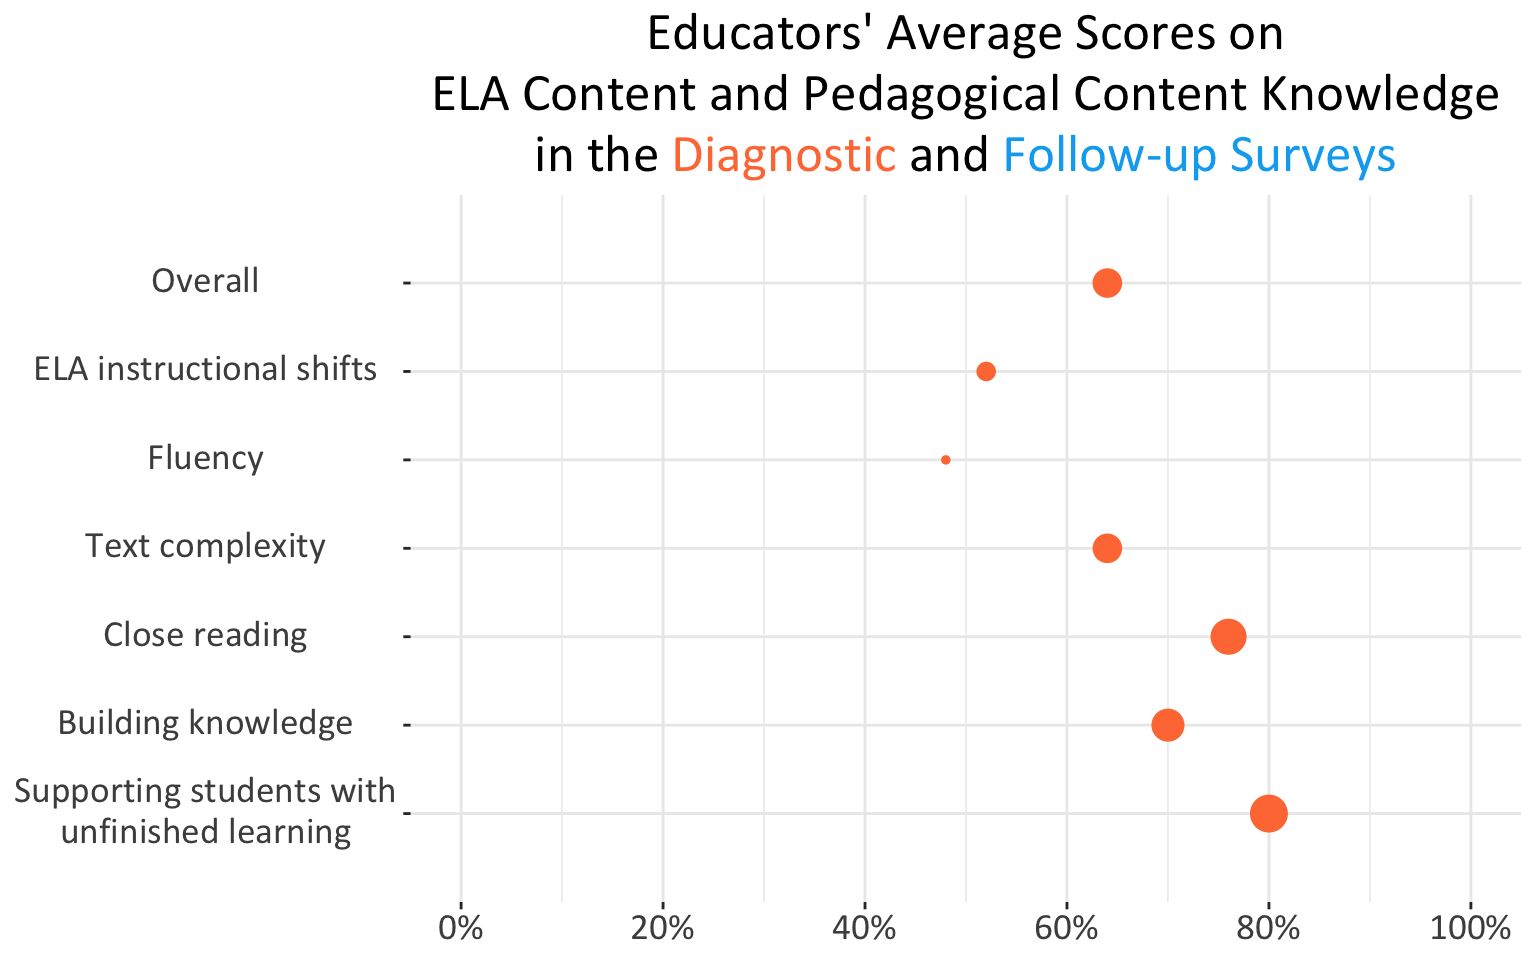 Educators' Average Scores on
ELA Content and Pedagogical Content Knowledge
in the Diagnostic and Follow-up Surveys
Overall
ELA instructional shifts
Fluency
Text complexity
Close reading
Building knowledge
Supporting students with
unfinished learning
0% 20% 40% 60% 80% 100%